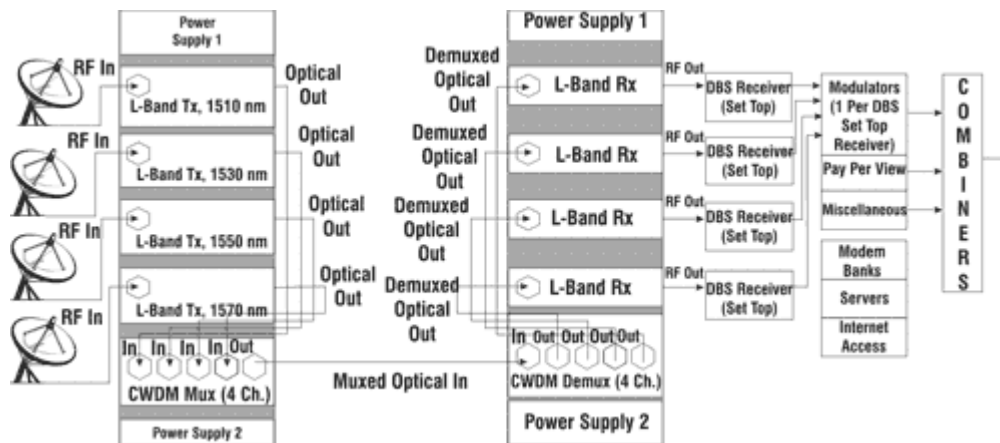 Power
Supply 1
RF In
L-Band Tx, 1510 nm
Optical
Out
RF In
L-Band Tx, 1530 nm
Optical
Out
RF In
L-Band Tx, 1550 nm
Optical
Out
RF In
L-Band Tx, 1570 nm
Optical
Out
In In In In Out
CWDM Mux (4 Ch.)
Power Supply 2
Muxed Optical In
Power Supply 1
Demuxed
Optical
Out
L-Band Rx
RF Out
DBS Receiver
(Set Top)
Demuxed
Optical
Out
L-Band Rx
RF Out
DBS Receiver
(Set Top)
Demuxed
Optical
Out
L-Band Rx
RF Out
DBS Receiver
(Set Top)
Demuxed
Optical
Out
L-Band Rx
RF Out
DBS Receiver
(Set Top)
In Out Out Out Out
CWDM Demux (4 Ch.)
Power Supply 2
Modulators
(1 Per DBS
Set Top
Receiver)
Pay Per View
Miscellaneous
Modem
Banks
Servers
Internet
Access
COMBINERS